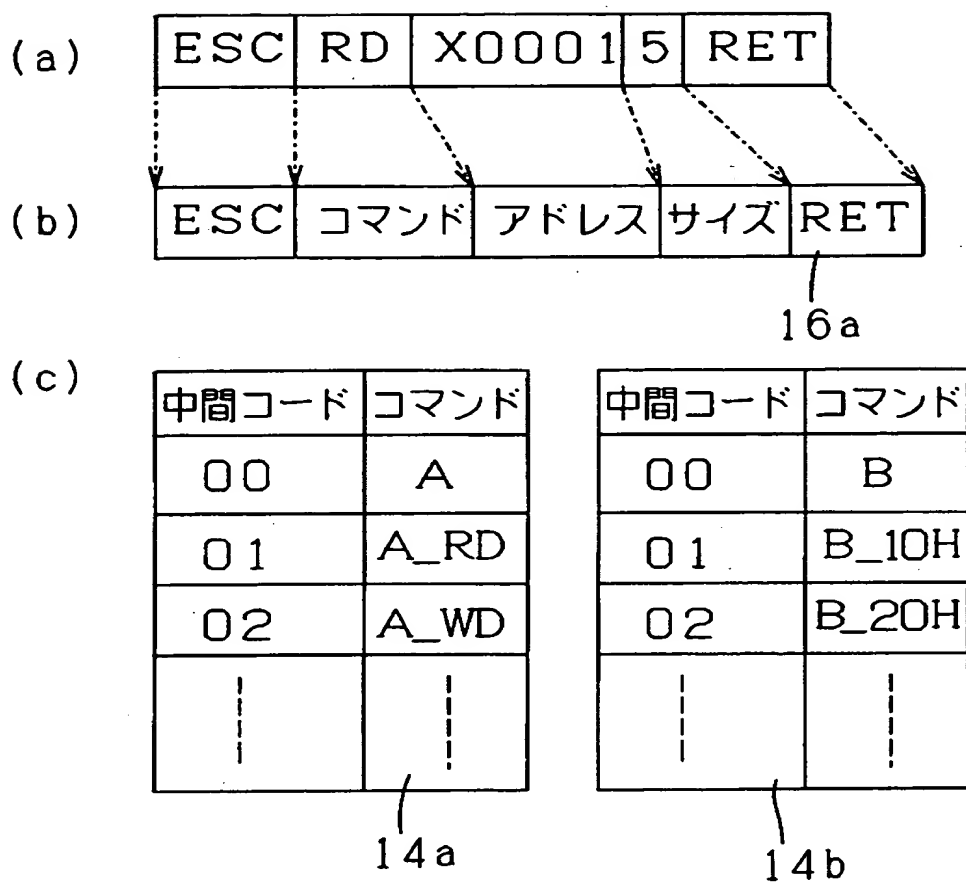 (a) ESC RD X0001 5 RET
(b) ESC コマンド アドレス サイズ RET
16a
(c)
中間コード コマンド
00 A
01 A_RD
02 A_WD
14a
中間コード コマンド
00 B
01 B_10H
02 B_20H
14b